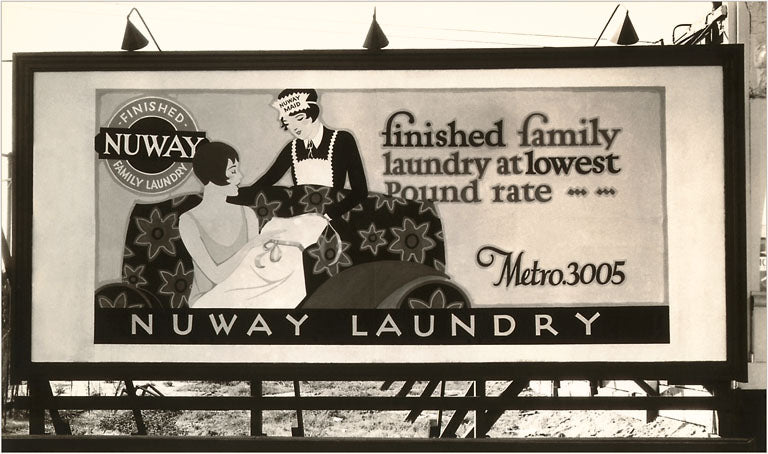 ·FINISHED·
NUWAY
FAMILY LAUNDRY
NUWAY
MAID
finished family
laundry at lowest
Pound rate
Metro.3005
NUWAY LAUNDRY